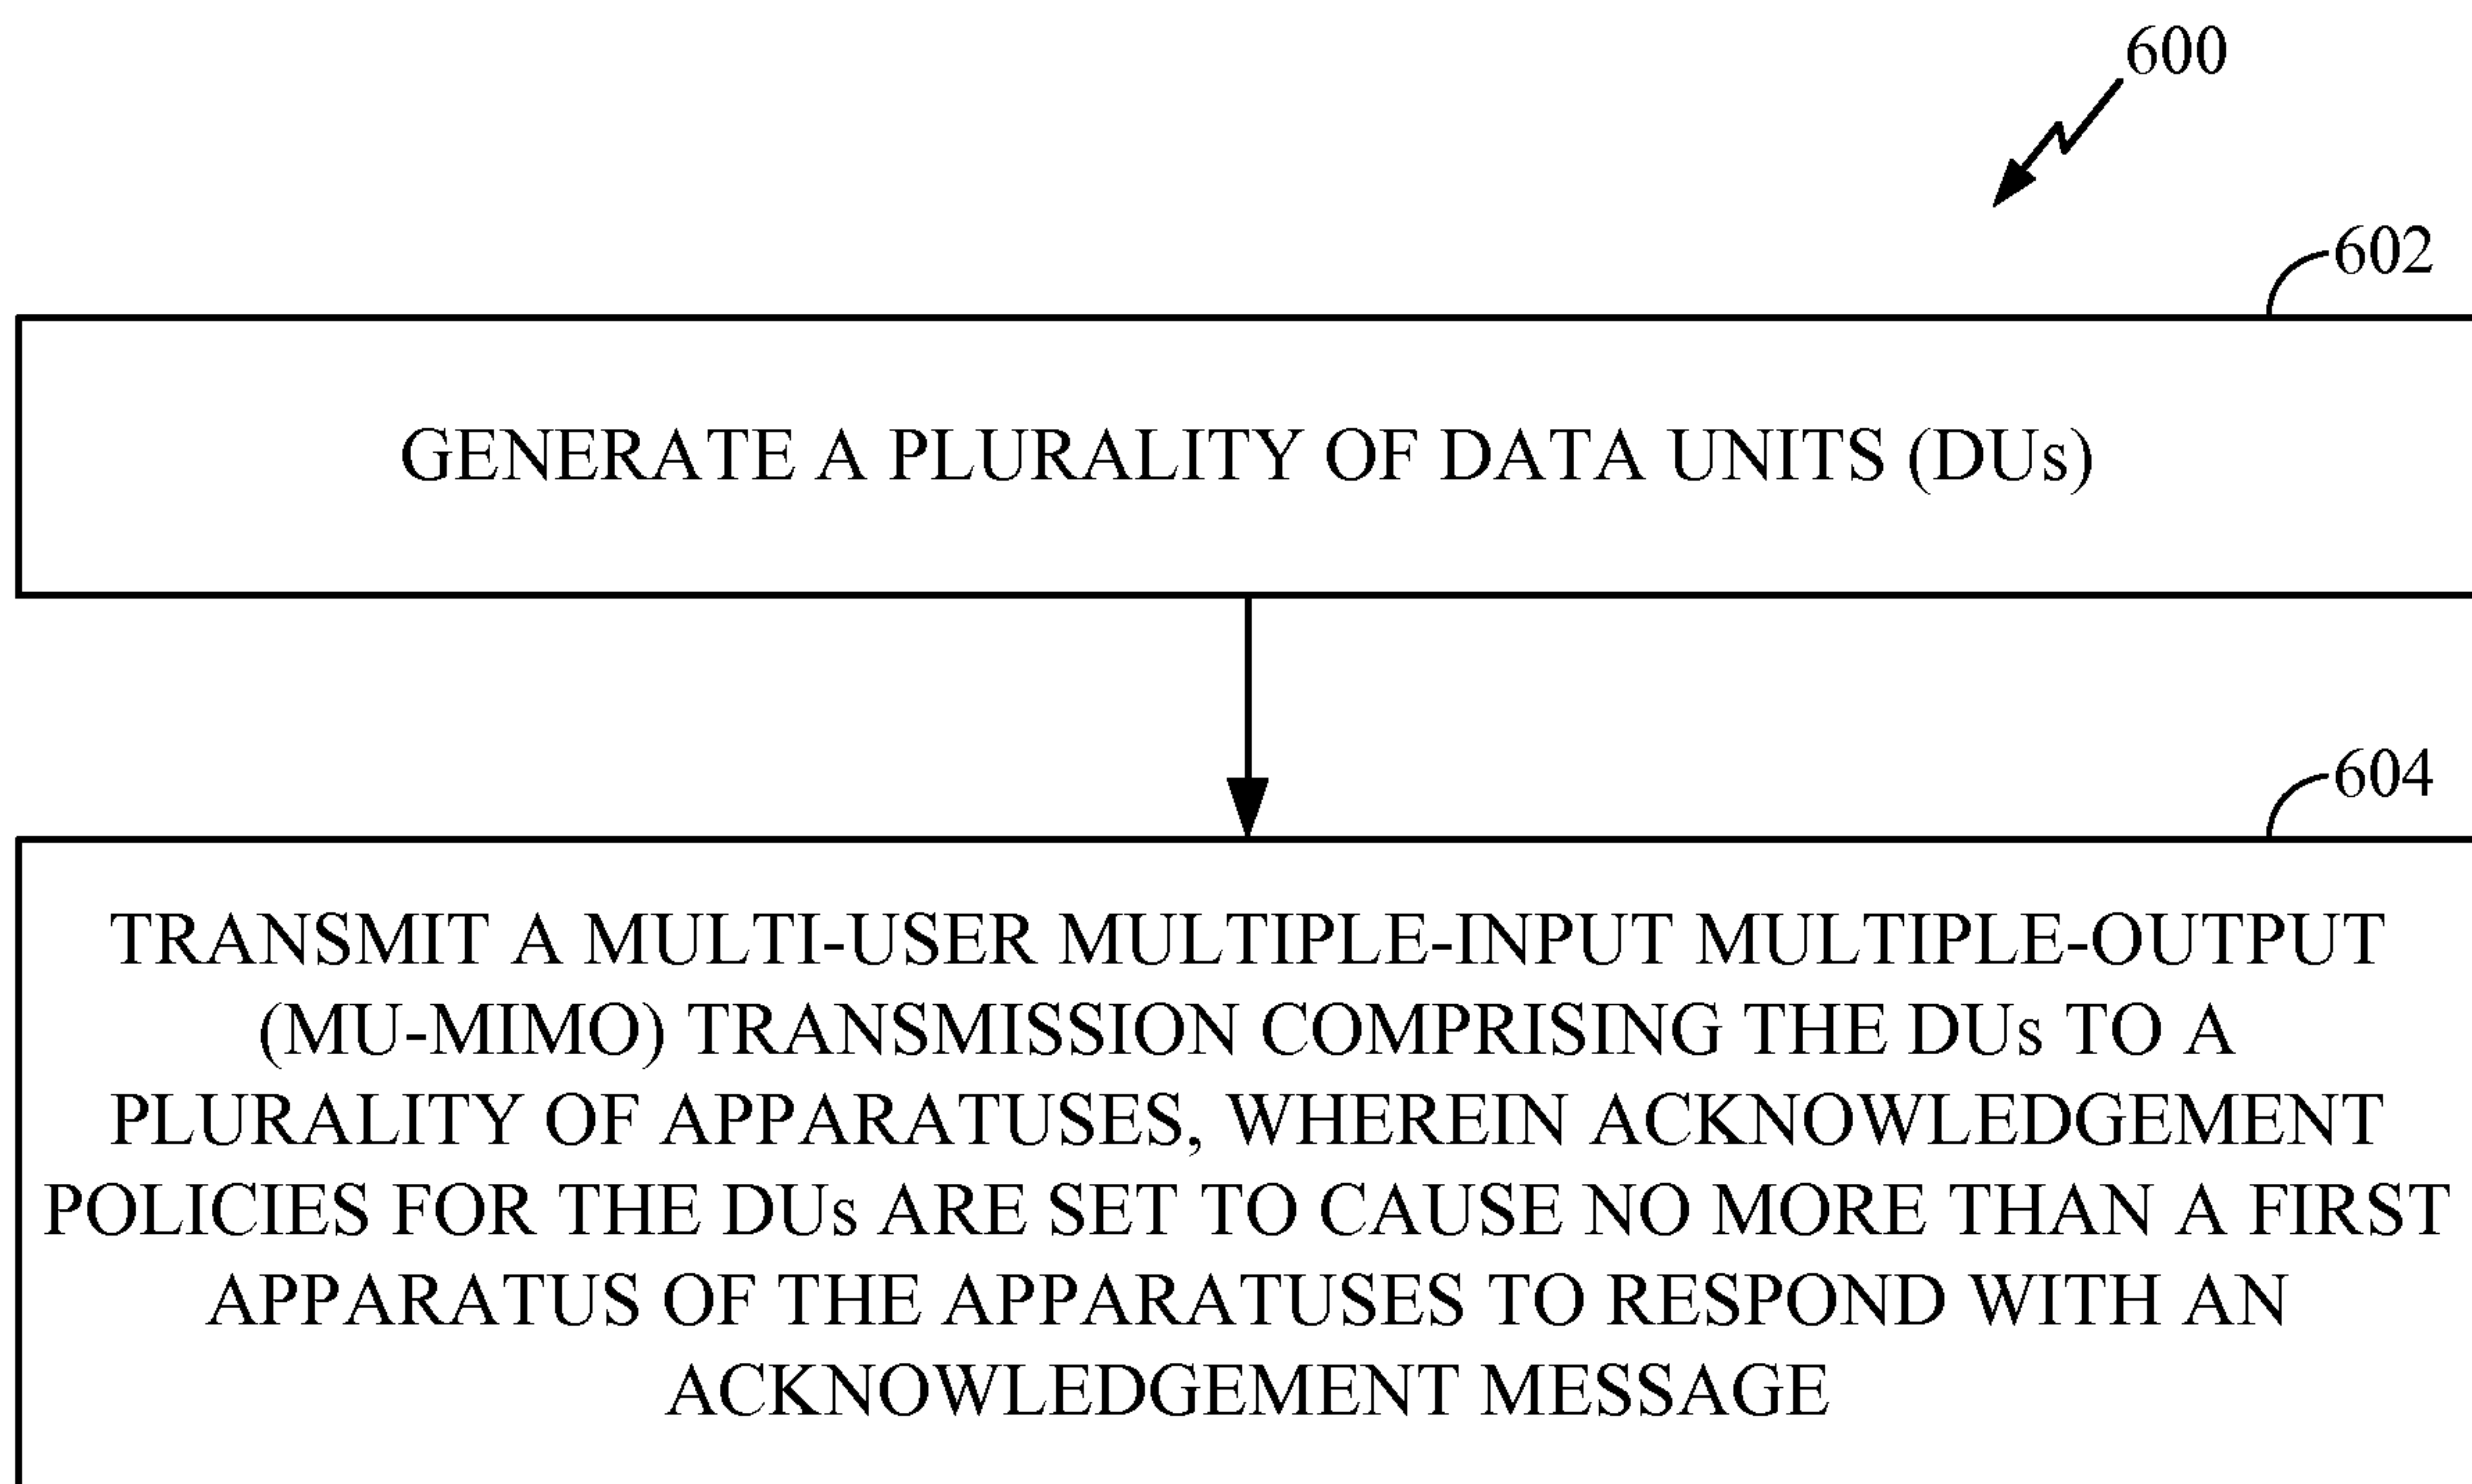 600
602
GENERATE A PLURALITY OF DATA UNITS (DUs)
604
TRANSMIT A MULTI-USER MULTIPLE-INPUT MULTIPLE-OUTPUT
(MU-MIMO) TRANSMISSION COMPRISING THE DUs TO A
PLURALITY OF APPARATUSES, WHEREIN ACKNOWLEDGEMENT
POLICIES FOR THE DUs ARE SET TO CAUSE NO MORE THAN A FIRST
APPARATUS OF THE APPARATUSES TO RESPOND WITH AN
ACKNOWLEDGEMENT MESSAGE